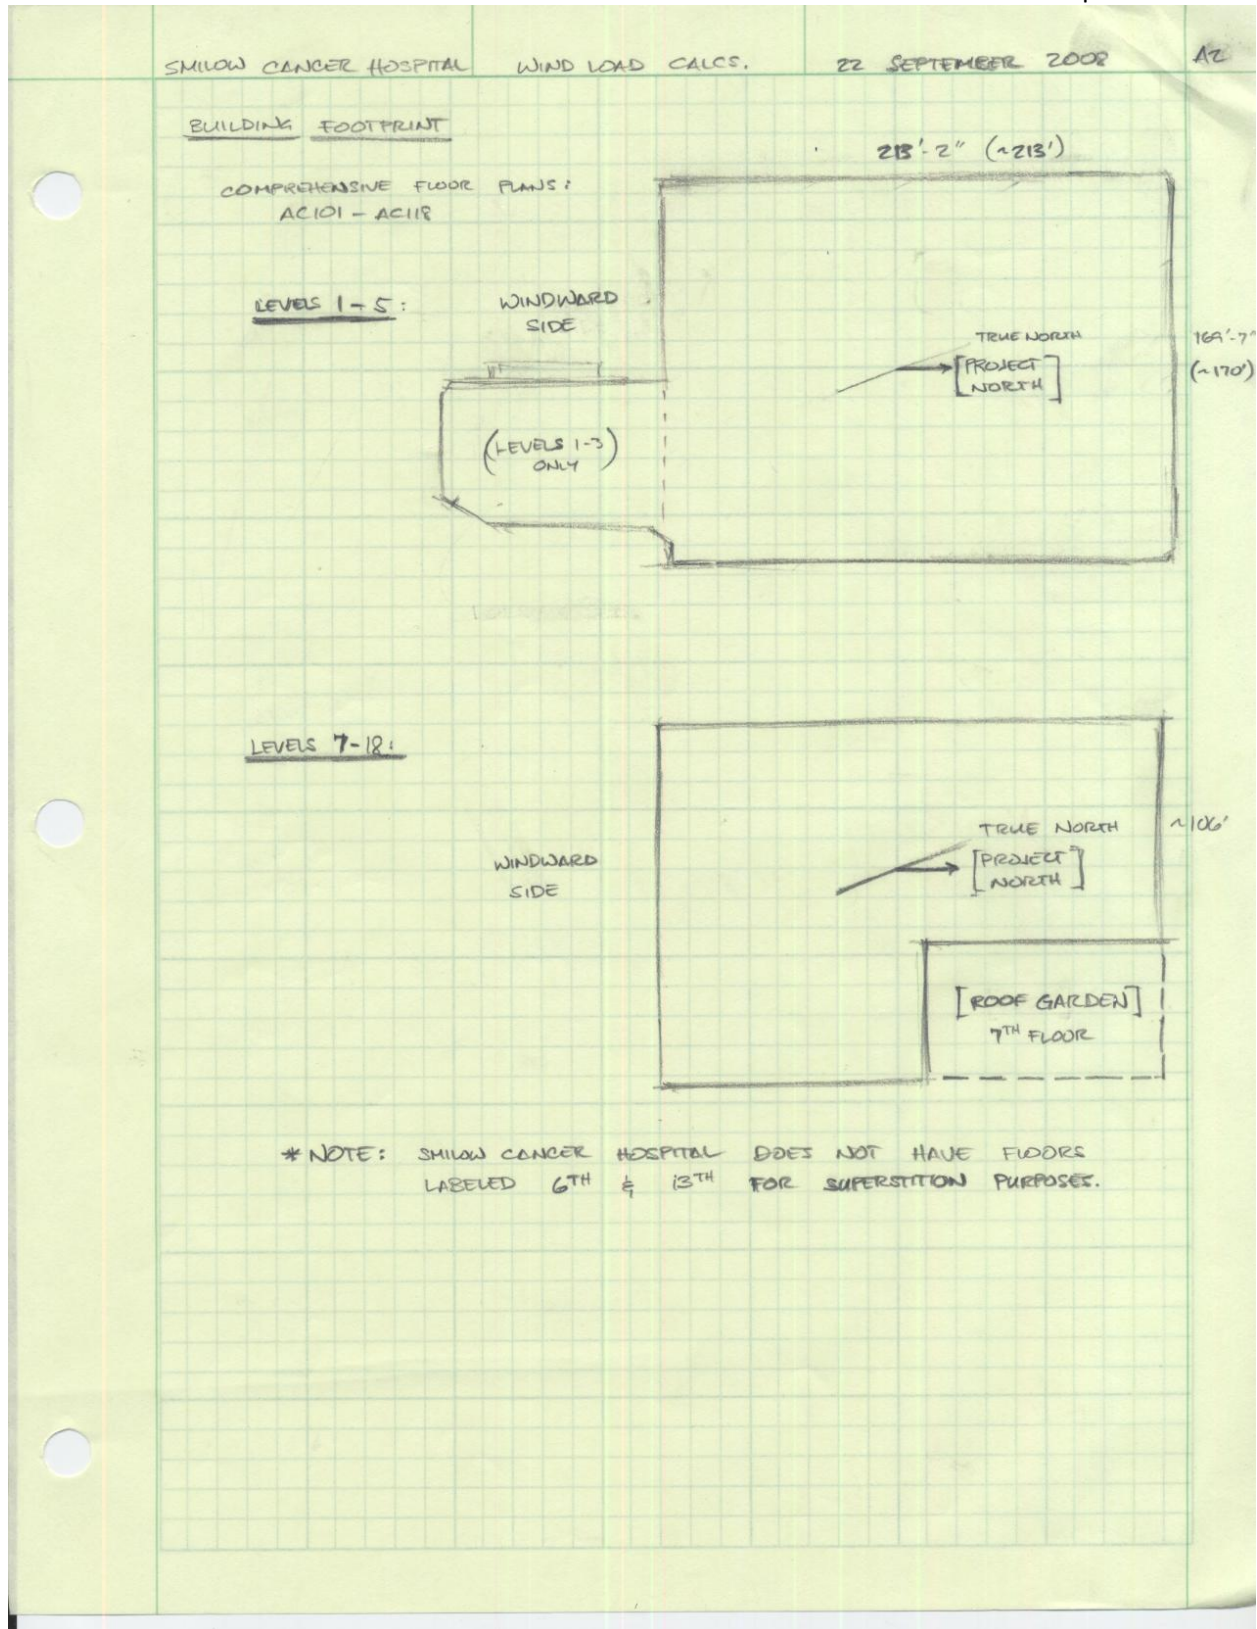 SMILOW CANCER HOSPITAL WIND LOAD CALCS. 22 SEPTEMBER 2008 A2
BUILDING FOOTPRINT
213'-2" (~213')
COMPREHENSIVE FLOOR PLANS:
AC101 - AC118
LEVELS 1-5:
WINDWARD
SIDE
TRUE NORTH
[PROJECT
NORTH]
169'-7"
(~170')
(LEVELS 1-3)
ONLY
LEVELS 7-18:
TRUE NORTH
~106'
WINDWARD
SIDE
[PROJECT
NORTH]
[ROOF GARDEN]
7TH FLOOR
* NOTE: SMILOW CANCER HOSPITAL DOES NOT HAVE FLOORS
LABELED 6TH & 13TH FOR SUPERSTITION PURPOSES.